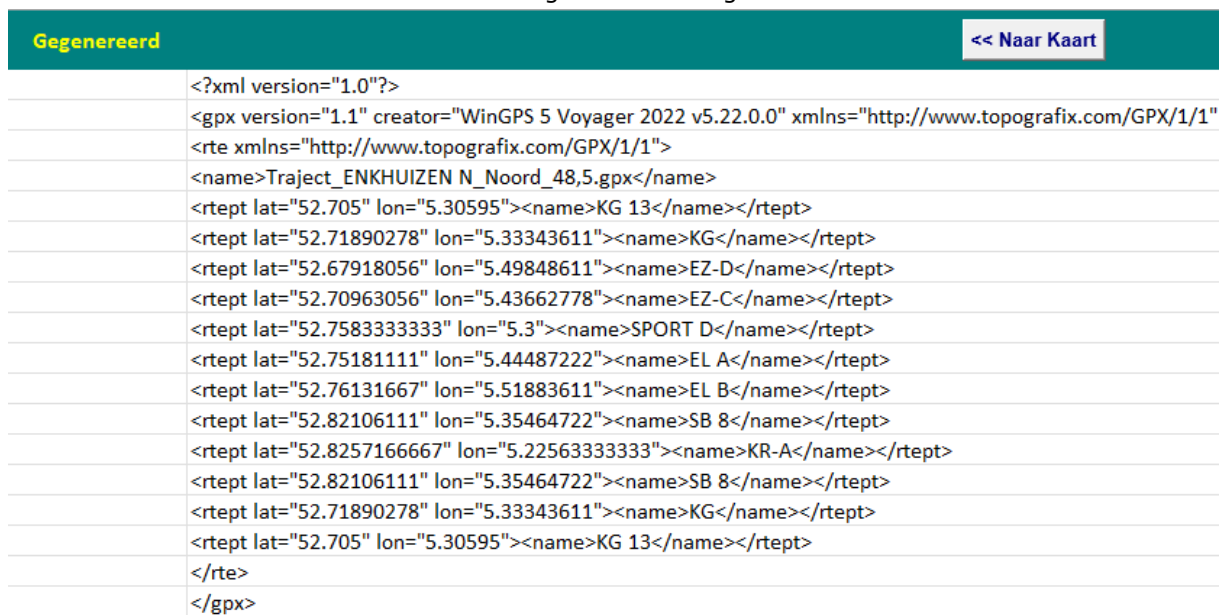 Gegenereerd
<< Naar Kaart
<?xml version="1.0"?>
<gpx version="1.1" creator="WinGPS 5 Voyager 2022 v5.22.0.0" xmlns="http://www.topografix.com/GPX/1/1"
<rte xmlns="http://www.topografix.com/GPX/1/1">
<name>Traject_ENKHUIZEN N_Noord_48,5.gpx</name>
<rtept lat="52.705" lon="5.30595"><name>KG 13</name></rtept>
<rtept lat="52.71890278" lon="5.33343611"><name>KG</name></rtept>
<rtept lat="52.67918056" lon="5.49848611"><name>EZ-D</name></rtept>
<rtept lat="52.70963056" lon="5.43662778"><name>EZ-C</name></rtept>
<rtept lat="52.7583333333" lon="5.3"><name>SPORT D</name></rtept>
<rtept lat="52.75181111" lon="5.44487222"><name>EL A</name></rtept>
<rtept lat="52.76131667" lon="5.51883611"><name>EL B</name></rtept>
<rtept lat="52.82106111" lon="5.35464722"><name>SB 8</name></rtept>
<rtept lat="52.8257166667" lon="5.22563333333"><name>KR-A</name></rtept>
<rtept lat="52.82106111" lon="5.35464722"><name>SB 8</name></rtept>
<rtept lat="52.71890278" lon="5.33343611"><name>KG</name></rtept>
<rtept lat="52.705" lon="5.30595"><name>KG 13</name></rtept>
</rte>
</gpx>